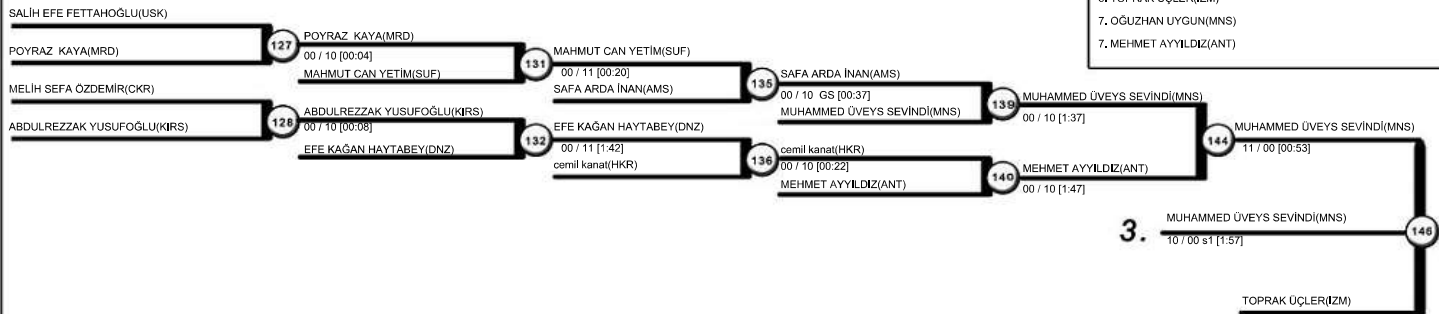 SALİH EFE FETTAHOĞLU(USK)
POYRAZ KAYA(MRD)
127
POYRAZ KAYA(MRD)
00 / 10 [00:04]
MAHMUT CAN YETİM(SUF)
131
MAHMUT CAN YETİM(SUF)
00 / 11 [00:20]
SAFA ARDA İNAN(AMS)
135
SAFA ARDA İNAN(AMS)
00 / 10 GS [00:37]
MUHAMMED ÜVEYS SEVİNDİ(MNS)
139
MUHAMMED ÜVEYS SEVİNDİ(MNS)
00 / 10 [1:37]
MELİH SEFA ÖZDEMİR(CKR)
ABDULREZZAK YUSUFOĞLU(KIRS)
128
ABDULREZZAK YUSUFOĞLU(KIRS)
00 / 10 [00:08]
EFE KAĞAN HAYTABEY(DNZ)
132
EFE KAĞAN HAYTABEY(DNZ)
00 / 11 [1:42]
cemil kanat(HKR)
136
cemil kanat(HKR)
00 / 10 [00:22]
MEHMET AYYILDIZ(ANT)
140
MEHMET AYYILDIZ(ANT)
00 / 10 [1:47]
144
MUHAMMED ÜVEYS SEVİNDİ(MNS)
11 / 00 [00:53]
3.
MUHAMMED ÜVEYS SEVİNDİ(MNS)
10 / 00 s1 [1:57]
146
TOPRAK ÜÇLER(İZM)
7. OĞUZHAN UYGUN(MNS)
7. MEHMET AYYILDIZ(ANT)